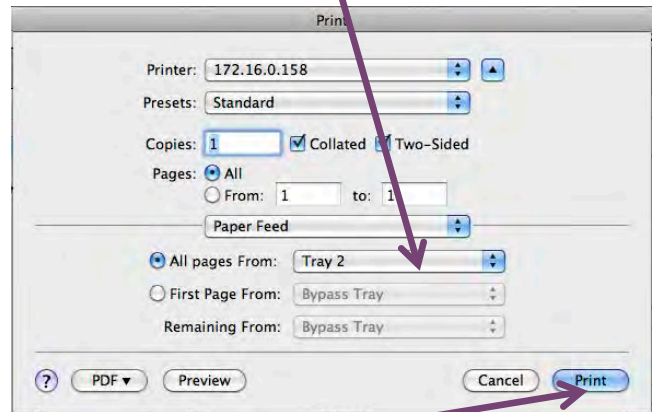 Print
Printer: 172.16.0.158
Presets: Standard
Copies: 1 Collated Two-Sided
Pages: All
From: 1 to: 1
Paper Feed
All pages From: Tray 2
First Page From: Bypass Tray
Remaining From: Bypass Tray
? PDF Preview Cancel Print